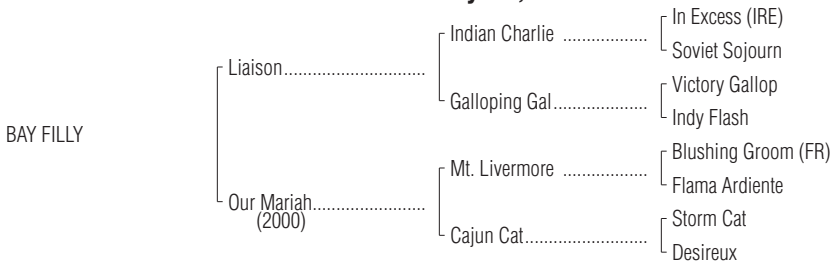 In Excess (IRE)
Indian Charlie ..................
Soviet Sojourn
Liaison..............................
Victory Gallop
Galloping Gal....................
Indy Flash
BAY FILLY
Blushing Groom (FR)
Mt. Livermore ..................
Flama Ardiente
Our Mariah........................
(2000)
Storm Cat
Cajun Cat..........................
Desireux